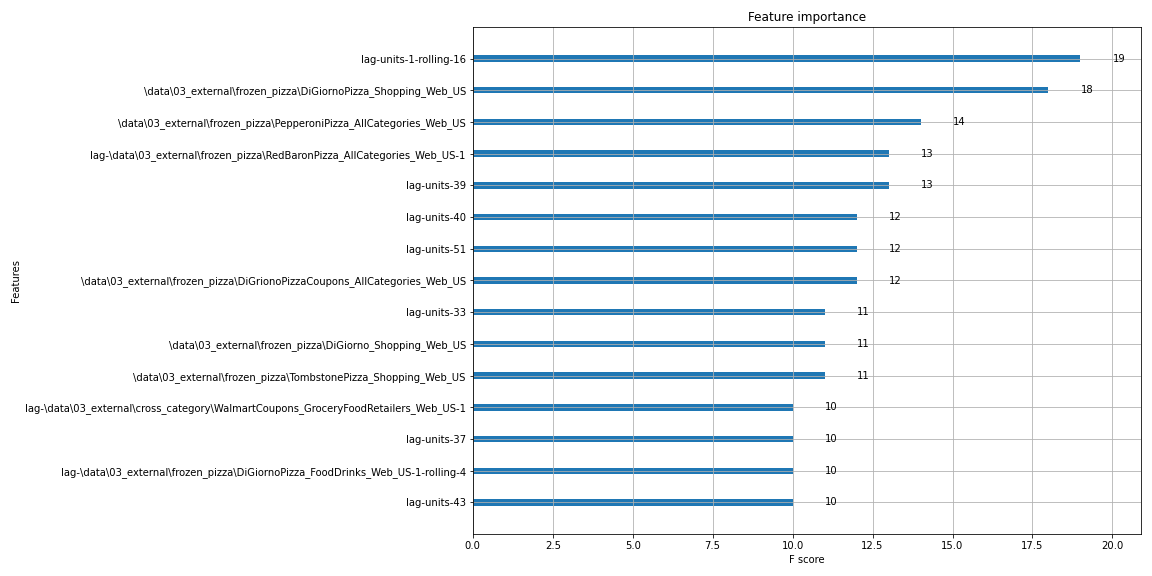 Feature importance
Features
lag-units-1-rolling-16
19
\data\03_external\frozen_pizza\DiGiornoPizza_Shopping_Web_US
18
\data\03_external\frozen_pizza\PepperoniPizza_AllCategories_Web_US
14
lag-\data\03_external\frozen_pizza\RedBaronPizza_AllCategories_Web_US-1
13
lag-units-39
13
lag-units-40
12
lag-units-51
12
\data\03_external\frozen_pizza\DiGrionoPizzaCoupons_AllCategories_Web_US
12
lag-units-33
11
\data\03_external\frozen_pizza\DiGiorno_Shopping_Web_US
11
\data\03_external\frozen_pizza\TombstonePizza_Shopping_Web_US
11
lag-\data\03_external\cross_category\WalmartCoupons_GroceryFoodRetailers_Web_US-1
10
lag-units-37
10
lag-\data\03_external\frozen_pizza\DiGiornoPizza_FoodDrinks_Web_US-1-rolling-4
10
lag-units-43
10
0.0 2.5 5.0 7.5 10.0 12.5 15.0 17.5 20.0
F score